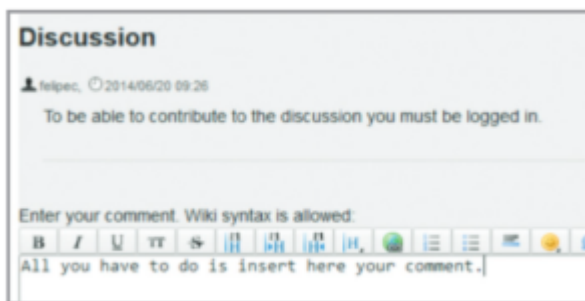 Discussion
felipec, 2014/06/20 09:26
To be able to contribute to the discussion you must be logged in.
Enter your comment. Wiki syntax is allowed:
B I U TT S
All you have to do is insert here your comment.